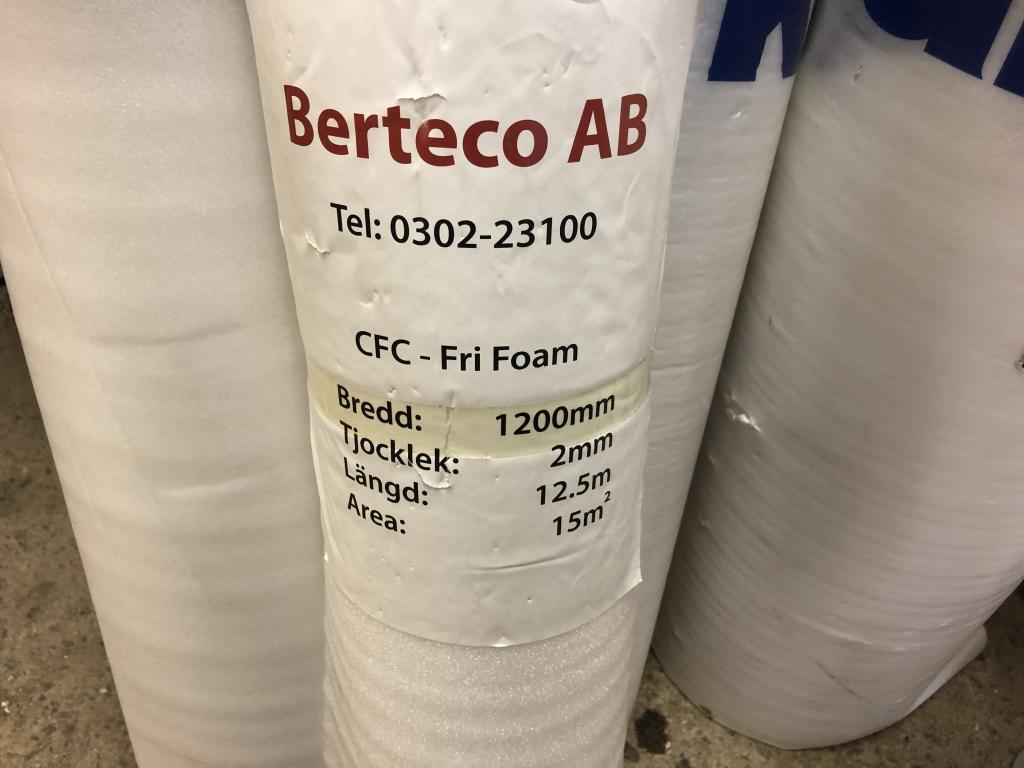 Berteco AB
Tel: 0302-23100
CFC - Fri Foam
Bredd: 1200mm
Tjocklek: 2mm
Längd: 12.5m
Area: 15m²